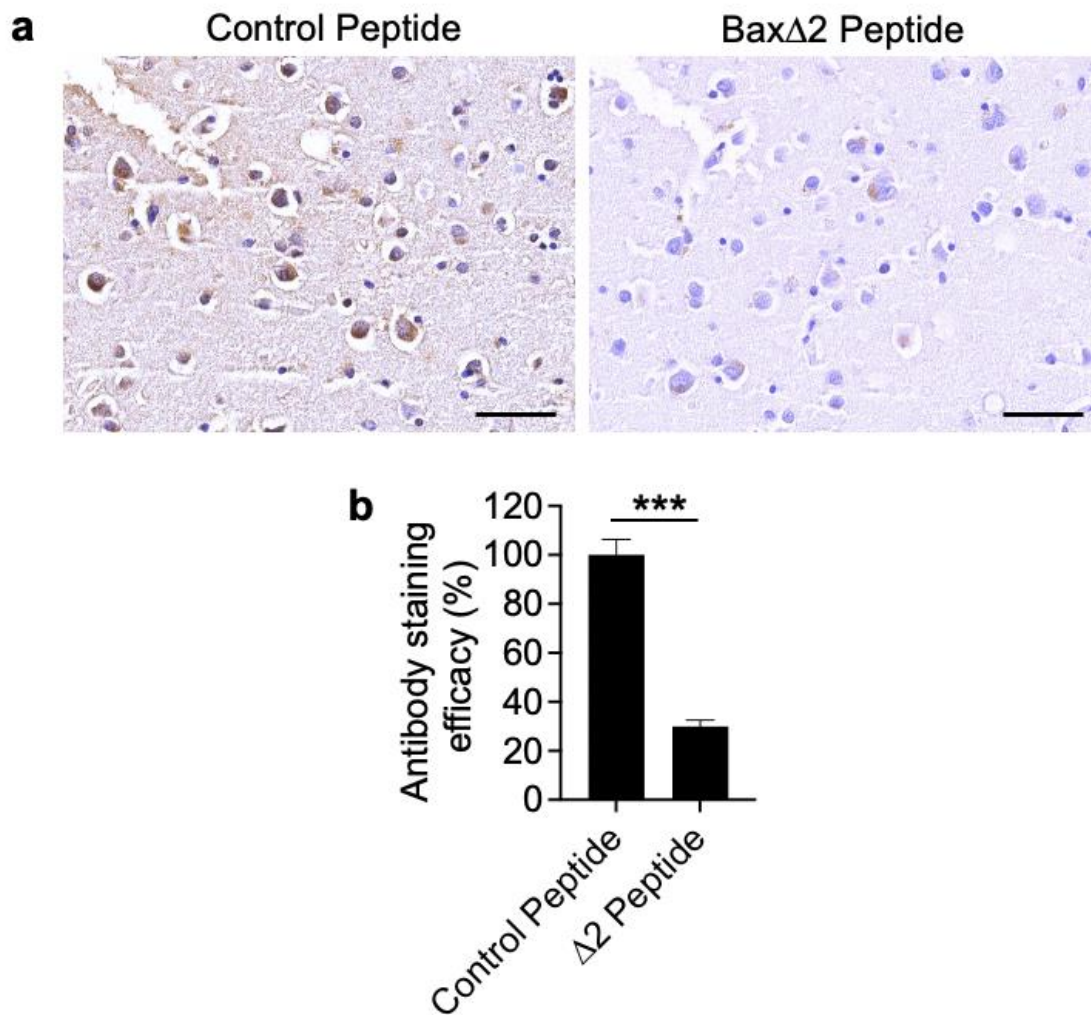 a
Control Peptide
BaxΔ2 Peptide
b
Antibody staining
efficacy (%)
120
100
80
60
40
20
0
***
Control Peptide
Δ2 Peptide